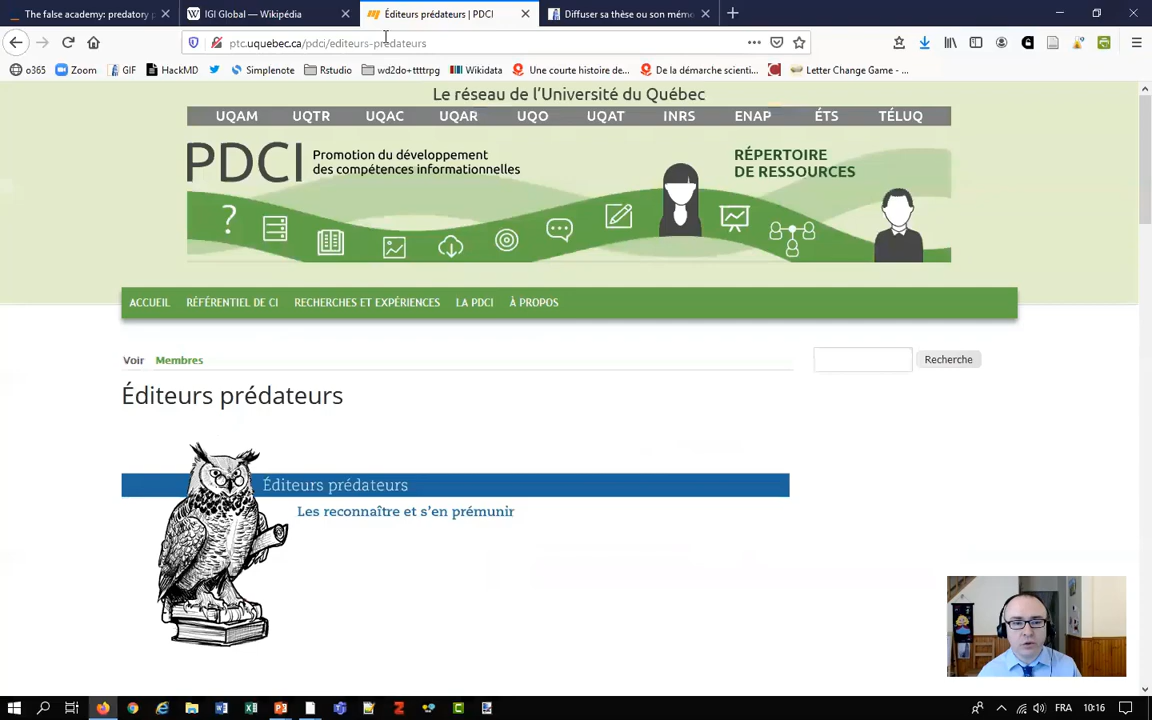 The false academy: predatory p
IGI Global — Wikipédia
Éditeurs prédateurs | PDCI
Diffuser sa thèse ou son mémo
ptc.uquebec.ca/pdci/editeurs-predateurs
o365
Zoom
GIF
HackMD
Simplenote
Rstudio
wd2do+ttttrpg
Wikidata
Une courte histoire de...
De la démarche scienti...
Letter Change Game - ...
Le réseau de l'Université du Québec
UQAM UQTR UQAC UQAR UQO UQAT INRS ENAP ÉTS TÉLUQ
PDCI
Promotion du développement
des compétences informationnelles
RÉPERTOIRE
DE RESSOURCES
?
ACCUEIL RÉFÉRENTIEL DE CI RECHERCHES ET EXPÉRIENCES LA PDCI À PROPOS
Voir Membres
Recherche
Éditeurs prédateurs
Éditeurs prédateurs
Les reconnaître et s'en prémunir
FRA
10:16